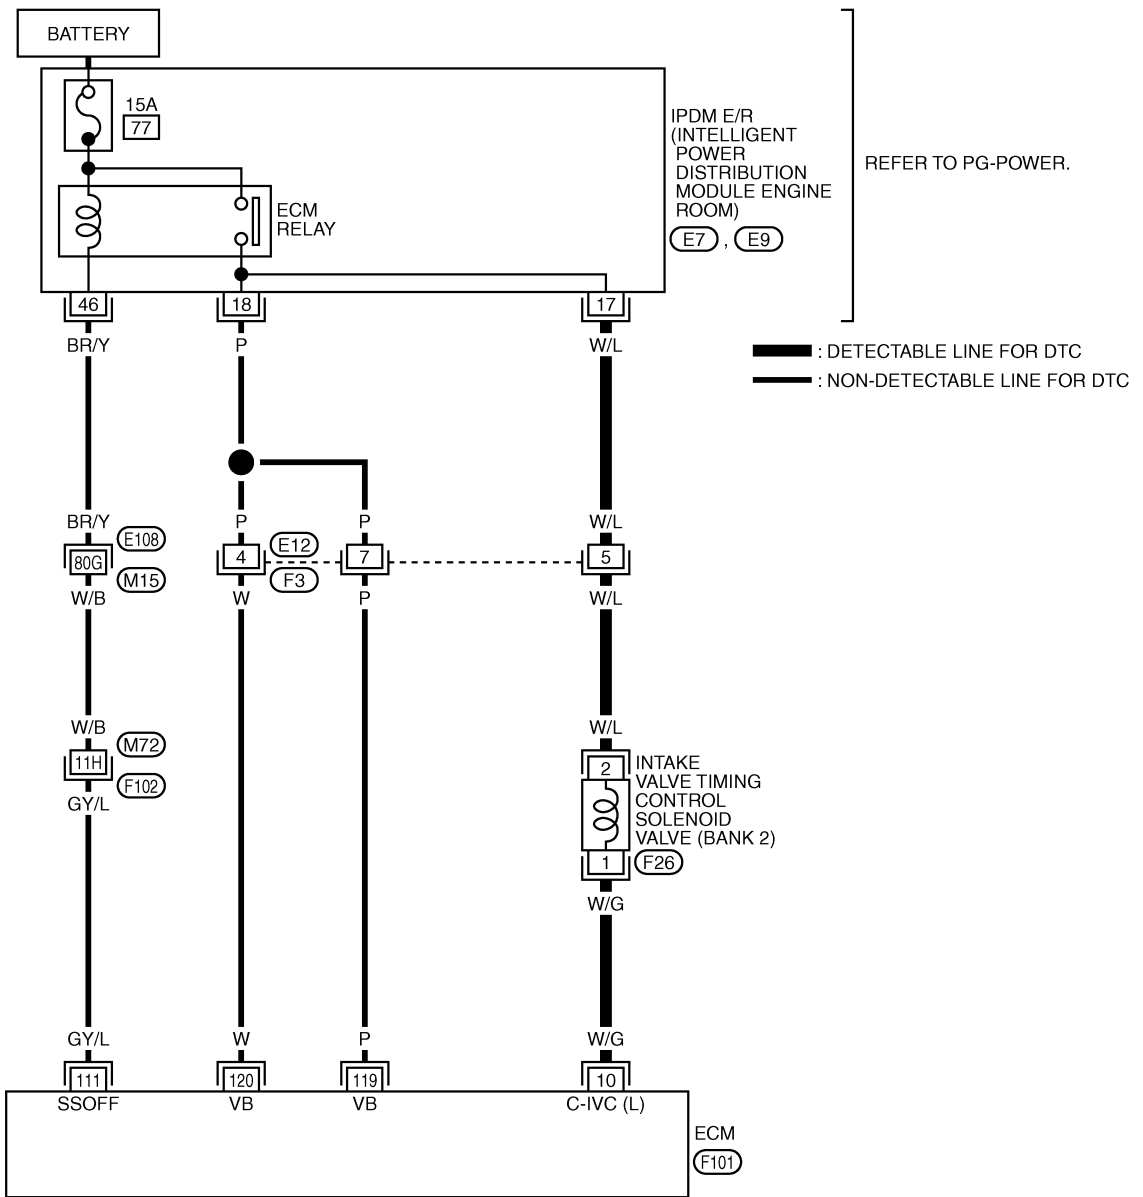 BATTERY
15A
77
IPDM E/R
(INTELLIGENT
POWER
DISTRIBUTION
MODULE ENGINE
ROOM)
E7 , E9
REFER TO PG-POWER.
ECM
RELAY
46 18 17
BR/Y P W/L
: DETECTABLE LINE FOR DTC
: NON-DETECTABLE LINE FOR DTC
BR/Y P P W/L
E108 E12
80G 4 7 5
M15 F3
W/B W P W/L
W/B W/L
M72
11H
F102
GY/L
2
INTAKE
VALVE TIMING
CONTROL
SOLENOID
VALVE (BANK 2)
1 F26
W/G
GY/L W P W/G
111 120 119 10
SSOFF VB VB C-IVC (L)
ECM
F101